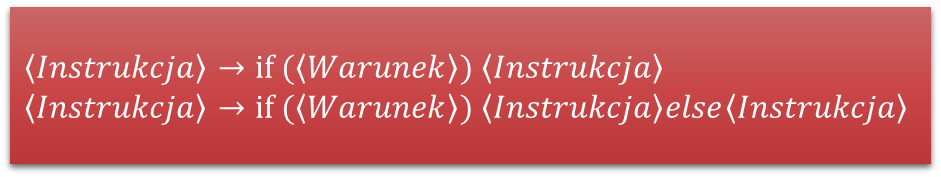 ⟨Instrukcja⟩ → if (⟨Warunek⟩) ⟨Instrukcja⟩
⟨Instrukcja⟩ → if (⟨Warunek⟩) ⟨Instrukcja⟩else⟨Instrukcja⟩